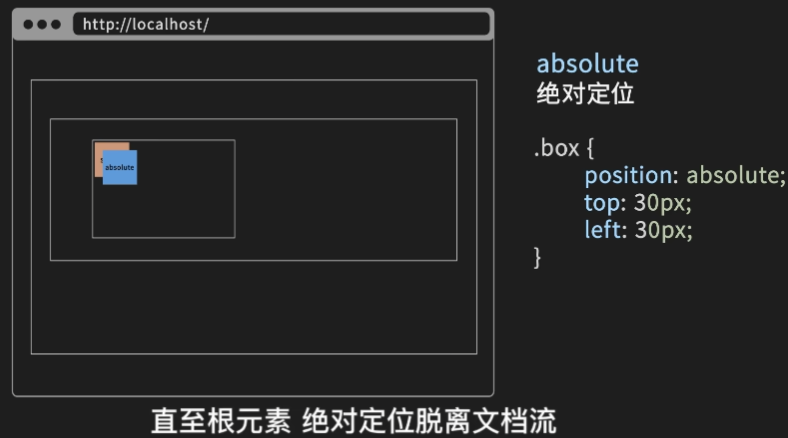 http://localhost/
absolute
绝对定位
.box {
position: absolute;
top: 30px;
left: 30px;
}
absolute
直至根元素 绝对定位脱离文档流